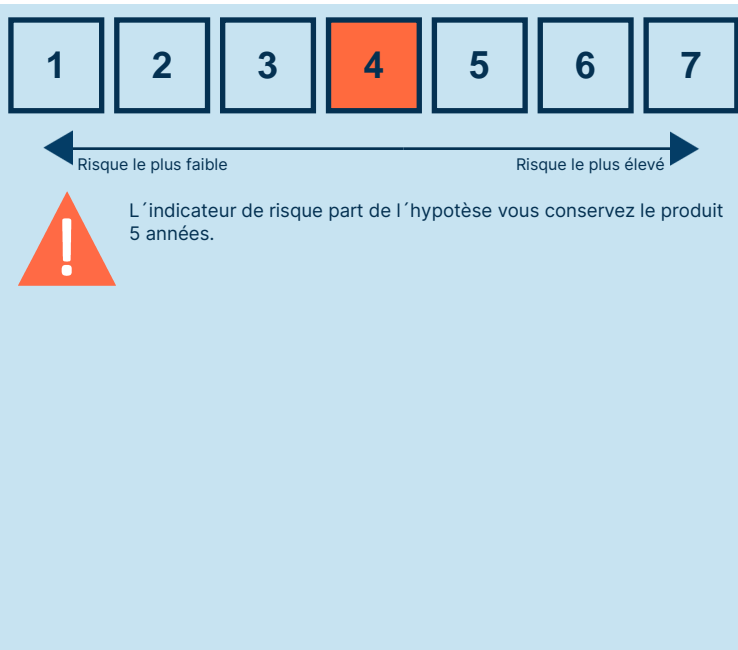 1 2 3 4 5 6 7
Risque le plus faible Risque le plus élevé
L´indicateur de risque part de l´hypotèse vous conservez le produit
5 années.